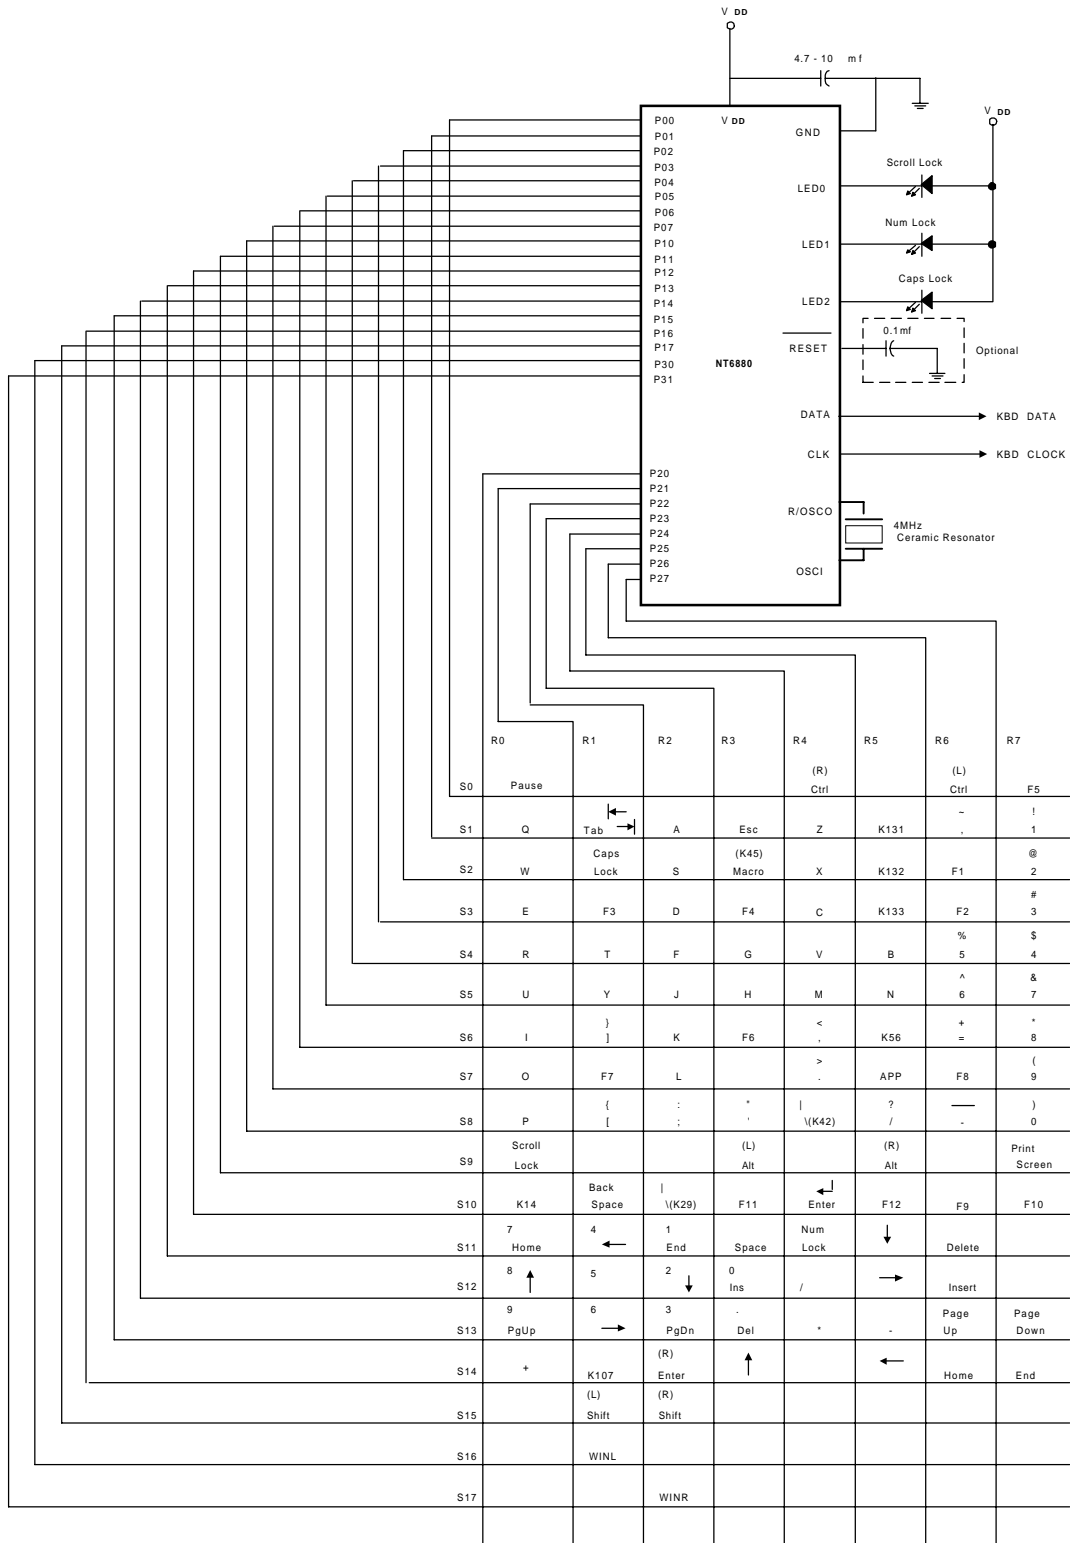 V DD
4.7 - 10 mf
V DD
P00
P01
P02
P03
P04
P05
P06
P07
P10
P11
P12
P13
P14
P15
P16
P17
P30
P31
P20
P21
P22
P23
P24
P25
P26
P27
V DD
GND
LED0
LED1
LED2
RESET
NT6880
DATA
CLK
R/OSCO
OSCI
Scroll Lock
Num Lock
Caps Lock
0.1mf
Optional
KBD DATA
KBD CLOCK
4MHz
Ceramic Resonator
R0 R1 R2 R3 R4 R5 R6 R7
(R) (L)
S0 Pause Ctrl Ctrl F5
~ !
S1 Q Tab A Esc Z K131 , 1
Caps (K45) @
S2 W Lock S Macro X K132 F1 2
#
S3 E F3 D F4 C K133 F2 3
% $
S4 R T F G V B 5 4
^ &
S5 U Y J H M N 6 7
} < + *
S6 I ] K F6 , K56 = 8
> (
S7 O F7 L . APP F8 9
{ : " | ? — )
S8 P [ ; ' \(K42) / - 0
Scroll (L) (R) Print
S9 Lock Alt Alt Screen
Back |
S10 K14 Space \(K29) F11 Enter F12 F9 F10
7 4 1 Num
S11 Home ← End Space Lock ↓ Delete
8 ↑ 5 2 ↓ 0 →
S12 Ins / Insert
9 6 3 . Page Page
S13 PgUp → PgDn Del * - Up Down
+ (R) ↑ ←
S14 K107 Enter Home End
(L) (R)
S15 Shift Shift
S16 WINL
S17 WINR